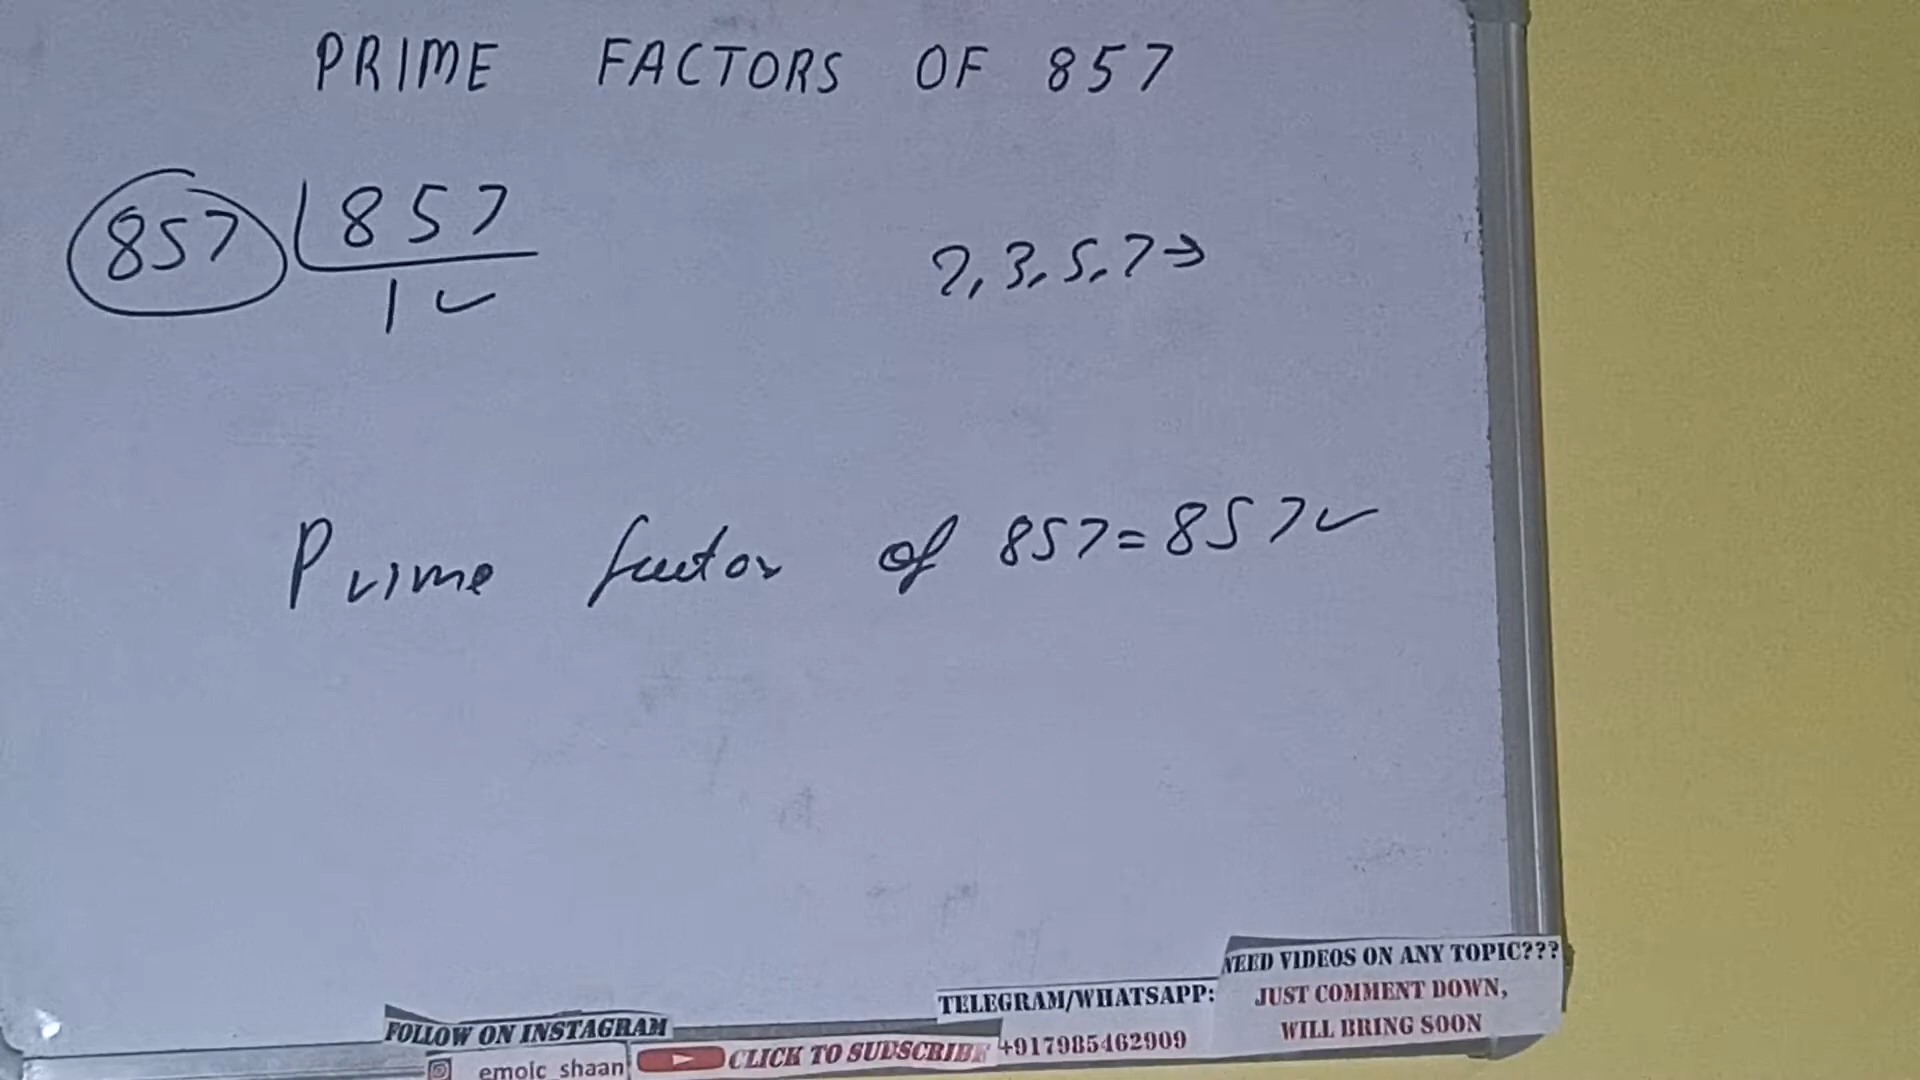 PRIME FACTORS OF 857
857 857
1
2, 3, 5, 7 →
Prime factor of 857 = 857
NEED VIDEOS ON ANY TOPIC???
JUST COMMENT DOWN,
WILL BRING SOON
TELEGRAM/WHATSAPP:
+917985462909
FOLLOW ON INSTAGRAM
emoic_shaan
CLICK TO SUBSCRIBE